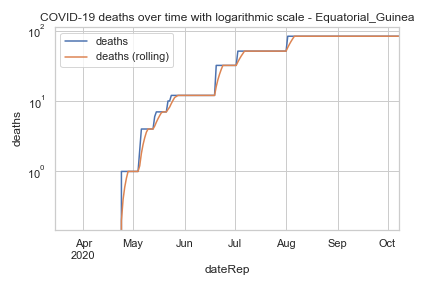 COVID-19 deaths over time with logarithmic scale - Equatorial_Guinea
deaths
deaths (rolling)
10²
10¹
10⁰
deaths
Apr
2020
May
Jun
Jul
Aug
Sep
Oct
dateRep